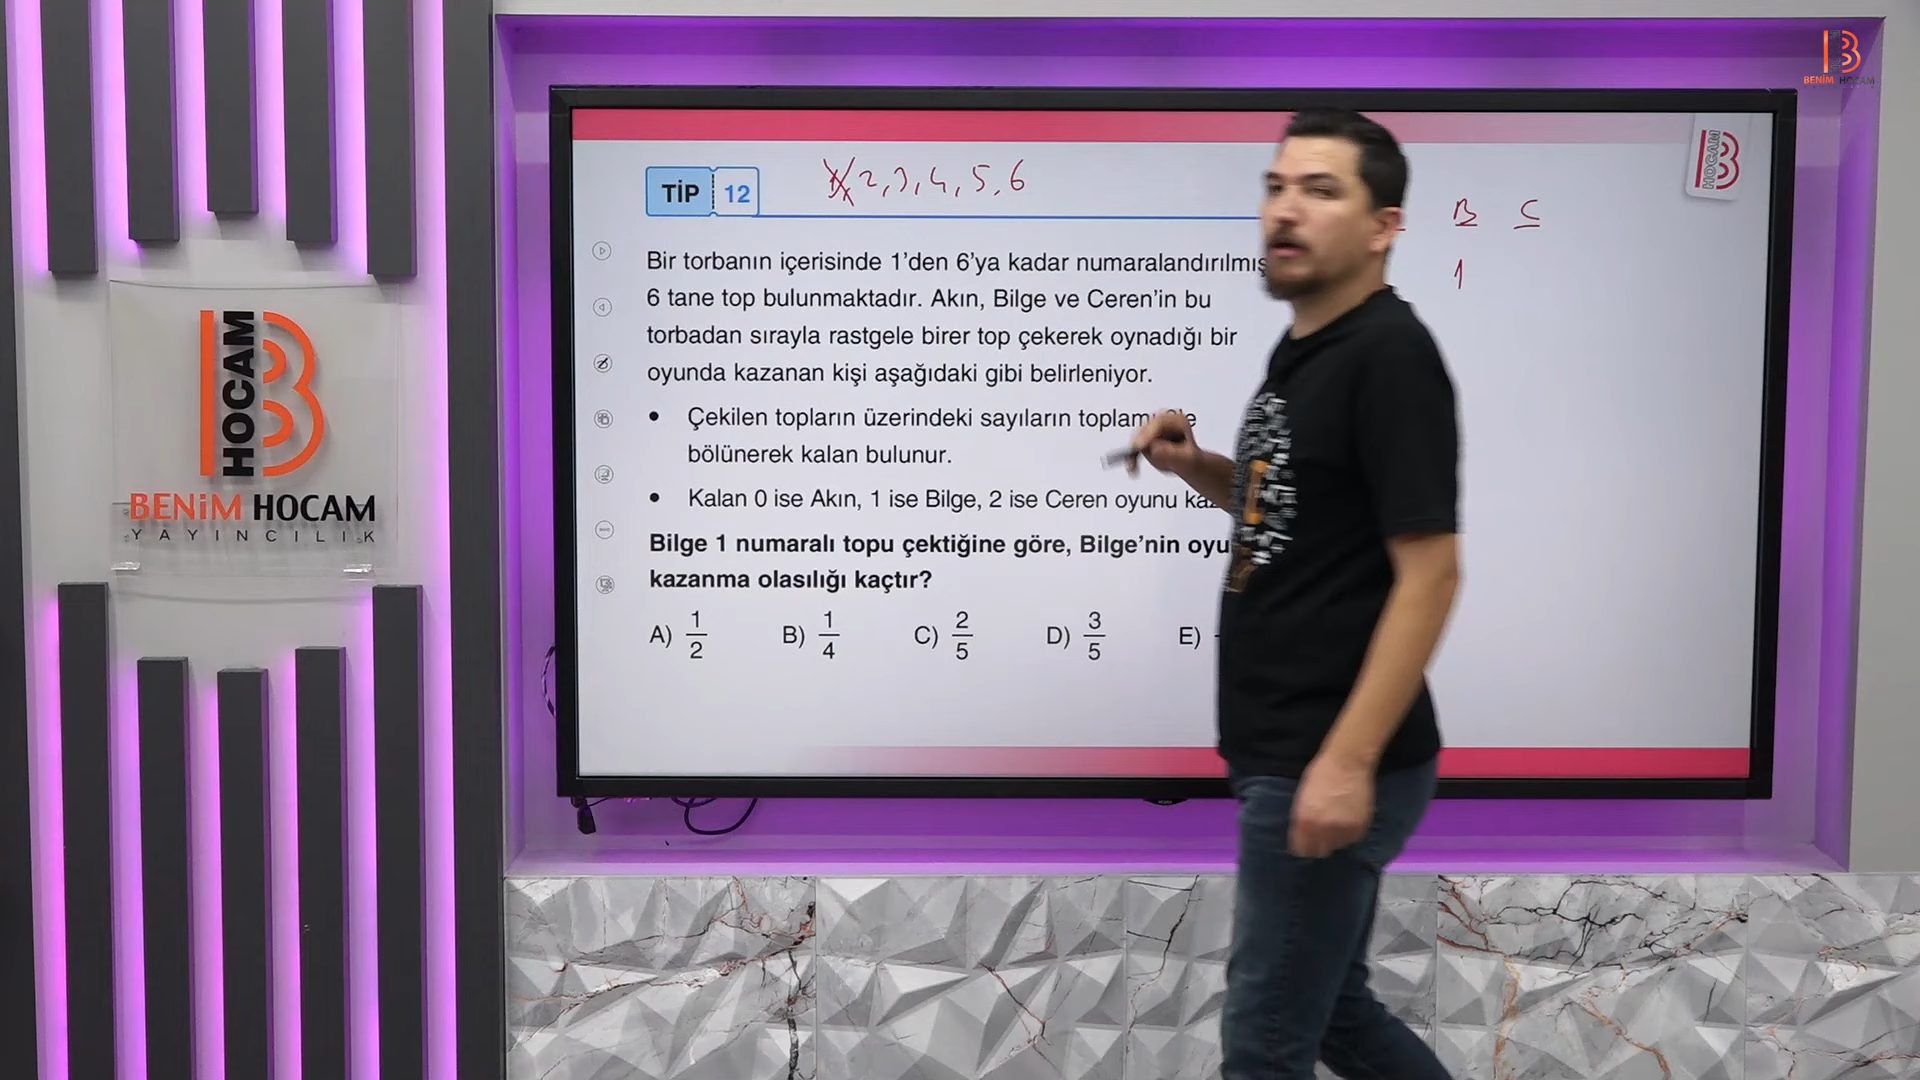 BENİM HOCAM
TİP 12
1, 2, 3, 4, 5, 6
B C
1
Bir torbanın içerisinde 1'den 6'ya kadar numaralandırılmış
6 tane top bulunmaktadır. Akın, Bilge ve Ceren'in bu
torbadan sırayla rastgele birer top çekerek oynadığı bir
oyunda kazanan kişi aşağıdaki gibi belirleniyor.
• Çekilen topların üzerindeki sayıların
bölünerek kalan bulunur.
• Kalan 0 ise Akın, 1 ise Bilge, 2 ise Ceren oyunu
Bilge 1 numaralı topu çektiğine göre, Bilge'nin
kazanma olasılığı kaçtır?
A) 1/2 B) 1/4 C) 2/5 D) 3/5 E)
B HOCAM
B HOCAM
BENİM HOCAM
YAYINCILIK